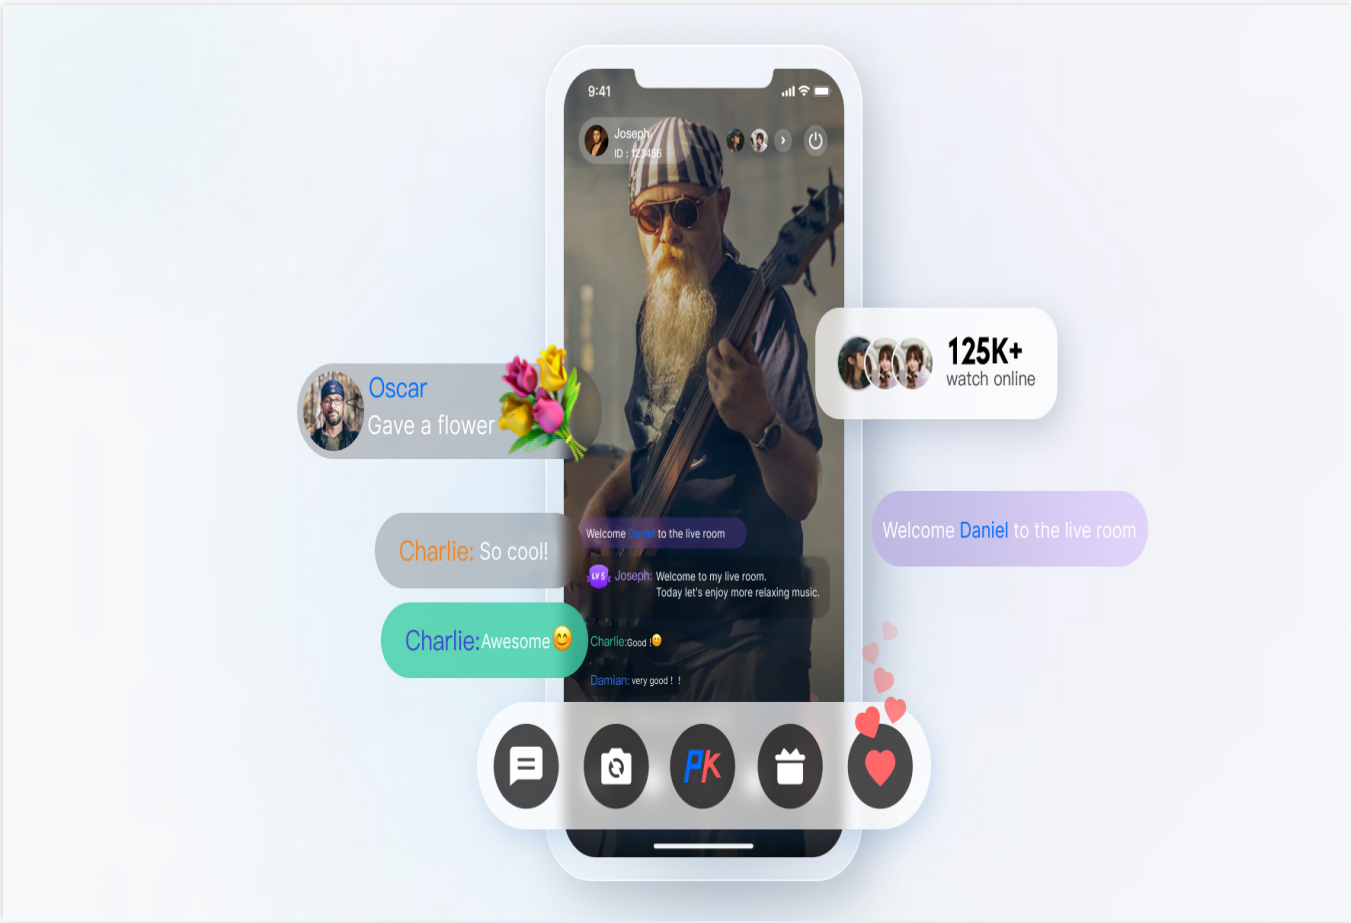 9:41
Joseph
ID : 123456
125K+
watch online
Oscar
Gave a flower
Welcome Daniel to the live room
Welcome Daniel to the live room
Charlie: So cool!
LV 5 Joseph: Welcome to my live room.
Today let's enjoy more relaxing music.
Charlie:Awesome😊
Charlie:Good !😊
Damian: very good ! !
PK